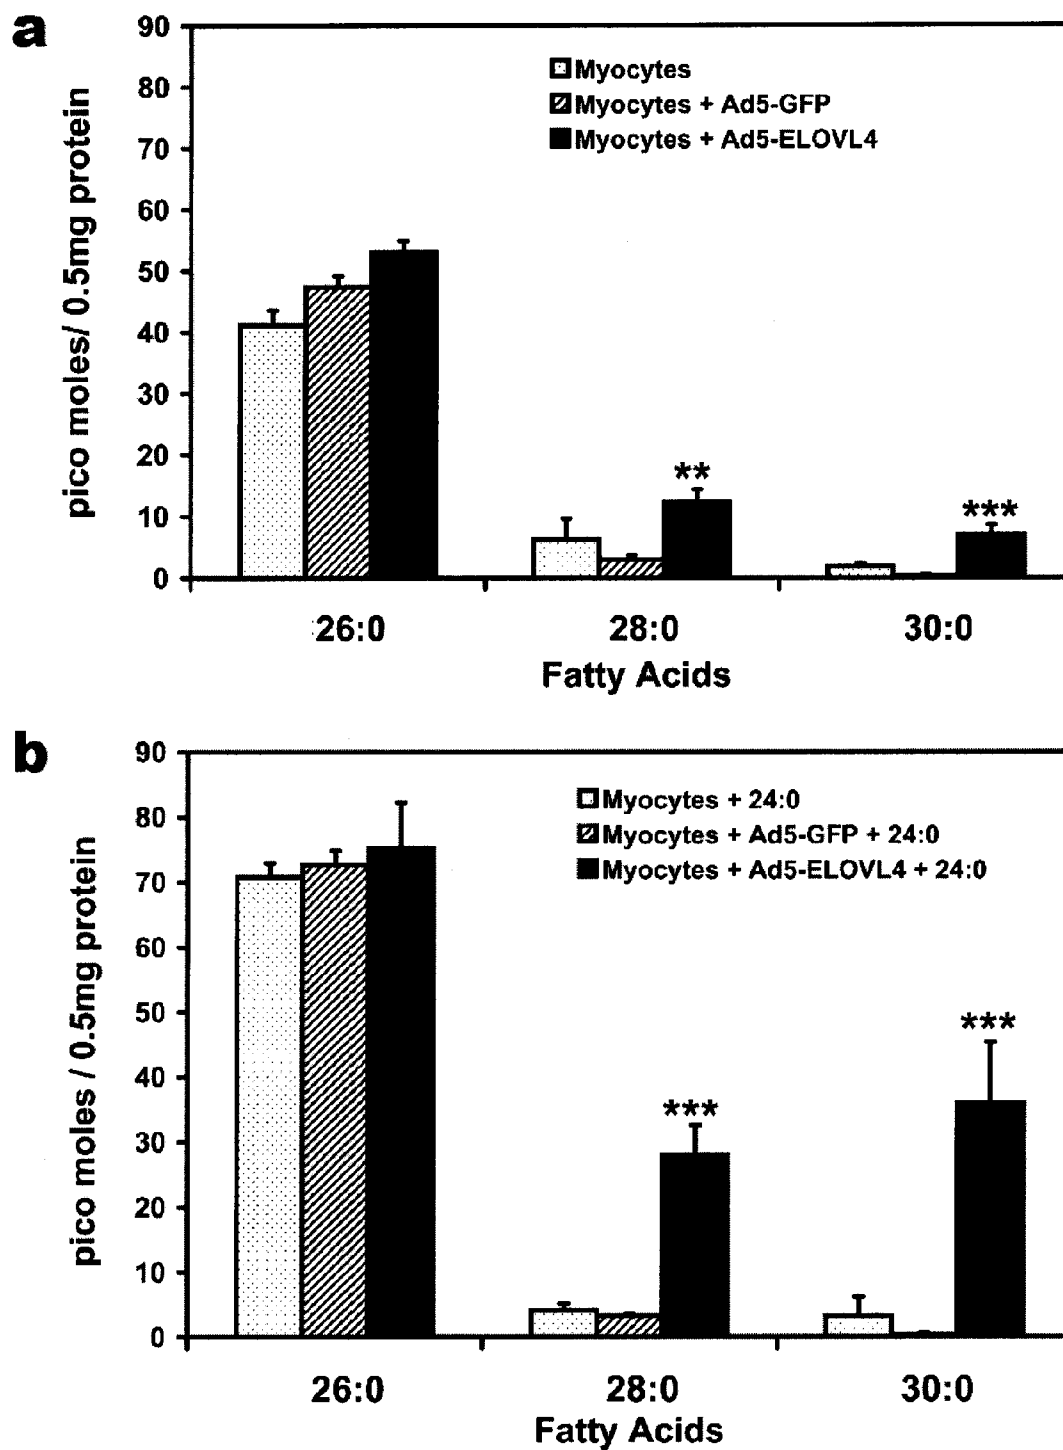 a
90
80
70
60
50
40
30
20
10
0
pico moles/ 0.5mg protein
Myocytes
Myocytes + Ad5-GFP
Myocytes + Ad5-ELOVL4
**
***
26:0 28:0 30:0
Fatty Acids
b
90
80
70
60
50
40
30
20
10
0
pico moles / 0.5mg protein
Myocytes + 24:0
Myocytes + Ad5-GFP + 24:0
Myocytes + Ad5-ELOVL4 + 24:0
***
***
26:0 28:0 30:0
Fatty Acids